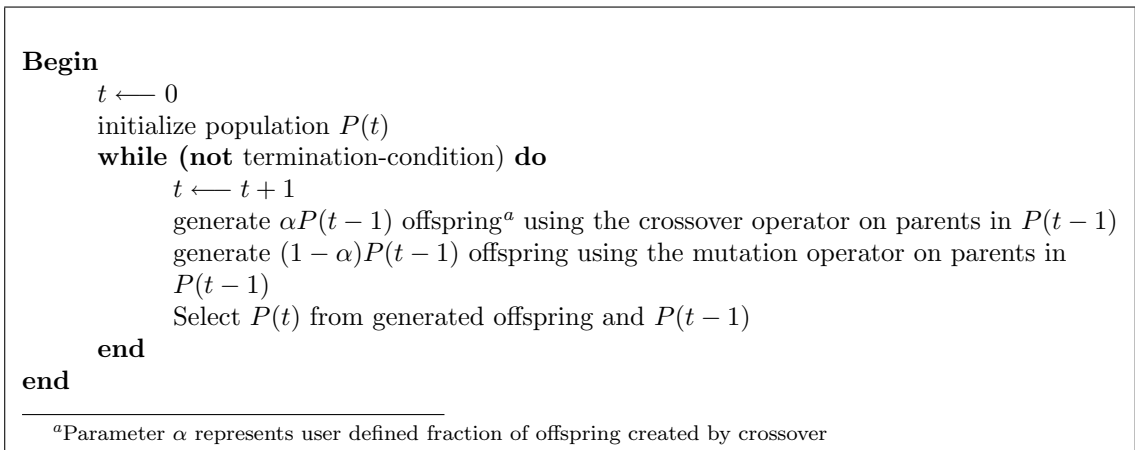 Begin
t ⟵ 0
initialize population P(t)
while (not termination-condition) do
t ⟵ t + 1
generate αP(t − 1) offspringᵃ using the crossover operator on parents in P(t − 1)
generate (1 − α)P(t − 1) offspring using the mutation operator on parents in
P(t − 1)
Select P(t) from generated offspring and P(t − 1)
end
end
ᵃParameter α represents user defined fraction of offspring created by crossover